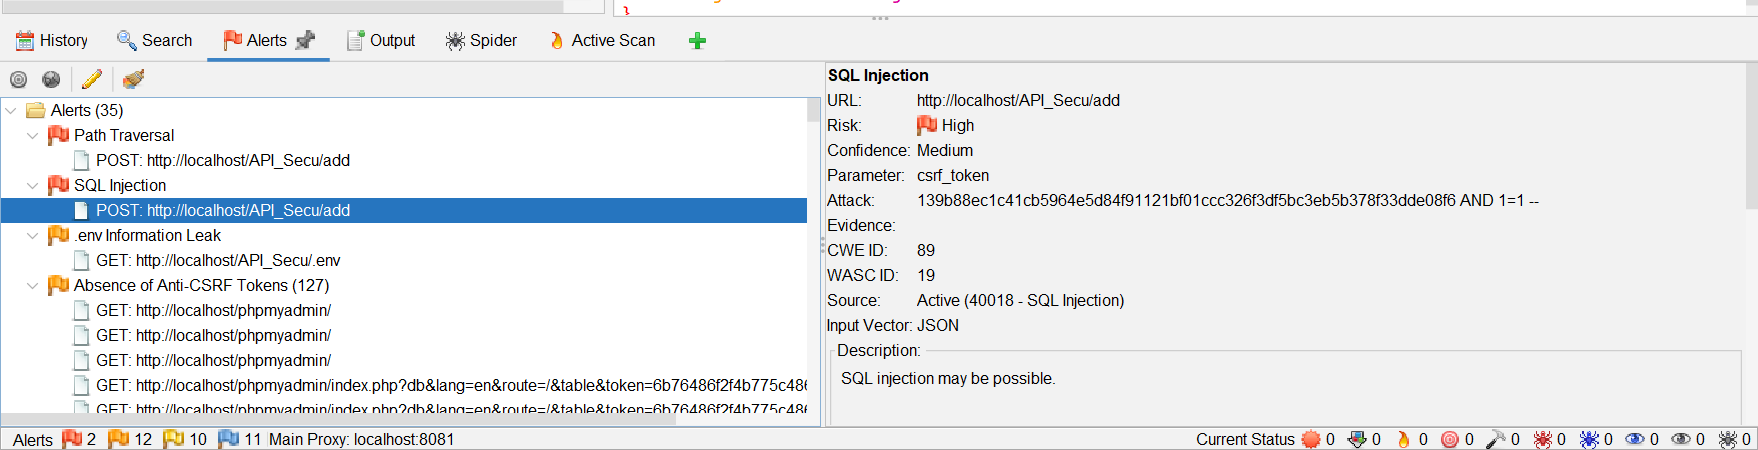 }
History Search Alerts Output Spider Active Scan
Alerts (35)
Path Traversal
POST: http://localhost/API_Secu/add
SQL Injection
POST: http://localhost/API_Secu/add
.env Information Leak
GET: http://localhost/API_Secu/.env
Absence of Anti-CSRF Tokens (127)
GET: http://localhost/phpmyadmin/
GET: http://localhost/phpmyadmin/
GET: http://localhost/phpmyadmin/
GET: http://localhost/phpmyadmin/index.php?db&lang=en&route=/&table&token=6b76486f2f4b775c486
GET: http://localhost/phpmyadmin/index.php?db&lang=en&route=/&table&token=6b76486f2f4b775c486
SQL Injection
URL: http://localhost/API_Secu/add
Risk: High
Confidence: Medium
Parameter: csrf_token
Attack: 139b88ec1c41cb5964e5d84f91121bf01ccc326f3df5bc3eb5b378f33dde08f6 AND 1=1 --
Evidence:
CWE ID: 89
WASC ID: 19
Source: Active (40018 - SQL Injection)
Input Vector: JSON
Description:
SQL injection may be possible.
Alerts 2 12 10 11 Main Proxy: localhost:8081 Current Status 0 0 0 0 0 0 0 0 0 0